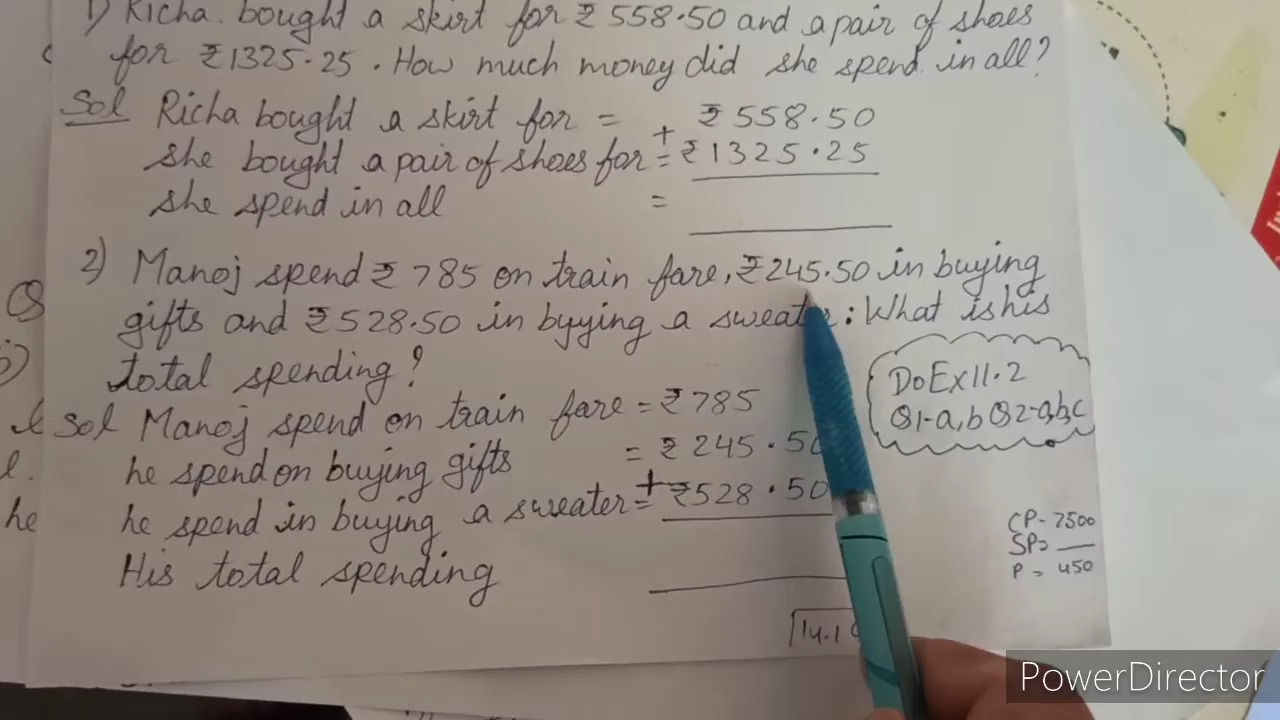 1) Richa. bought a skirt for ₹ 558.50 and a pair of shoes
for ₹1325.25. How much money did she spend in all?
Sol Richa bought a skirt for = ₹558.50
she bought a pair of shoes for = + ₹1325.25
she spend in all =
2) Manoj spend ₹ 785 on train fare, ₹245.50 in buying
gifts and ₹528.50 in byying a sweater: What is his
total spending?
Do Ex 11.2
Q1-a,b Q2-a,b,c
Sol Manoj spend on train fare = ₹785
he spend on buying gifts = ₹245.50
he spend in buying a sweater = + ₹528.50
His total spending
he
CP- 2500
SP=
P = 450
14.1
PowerDirector